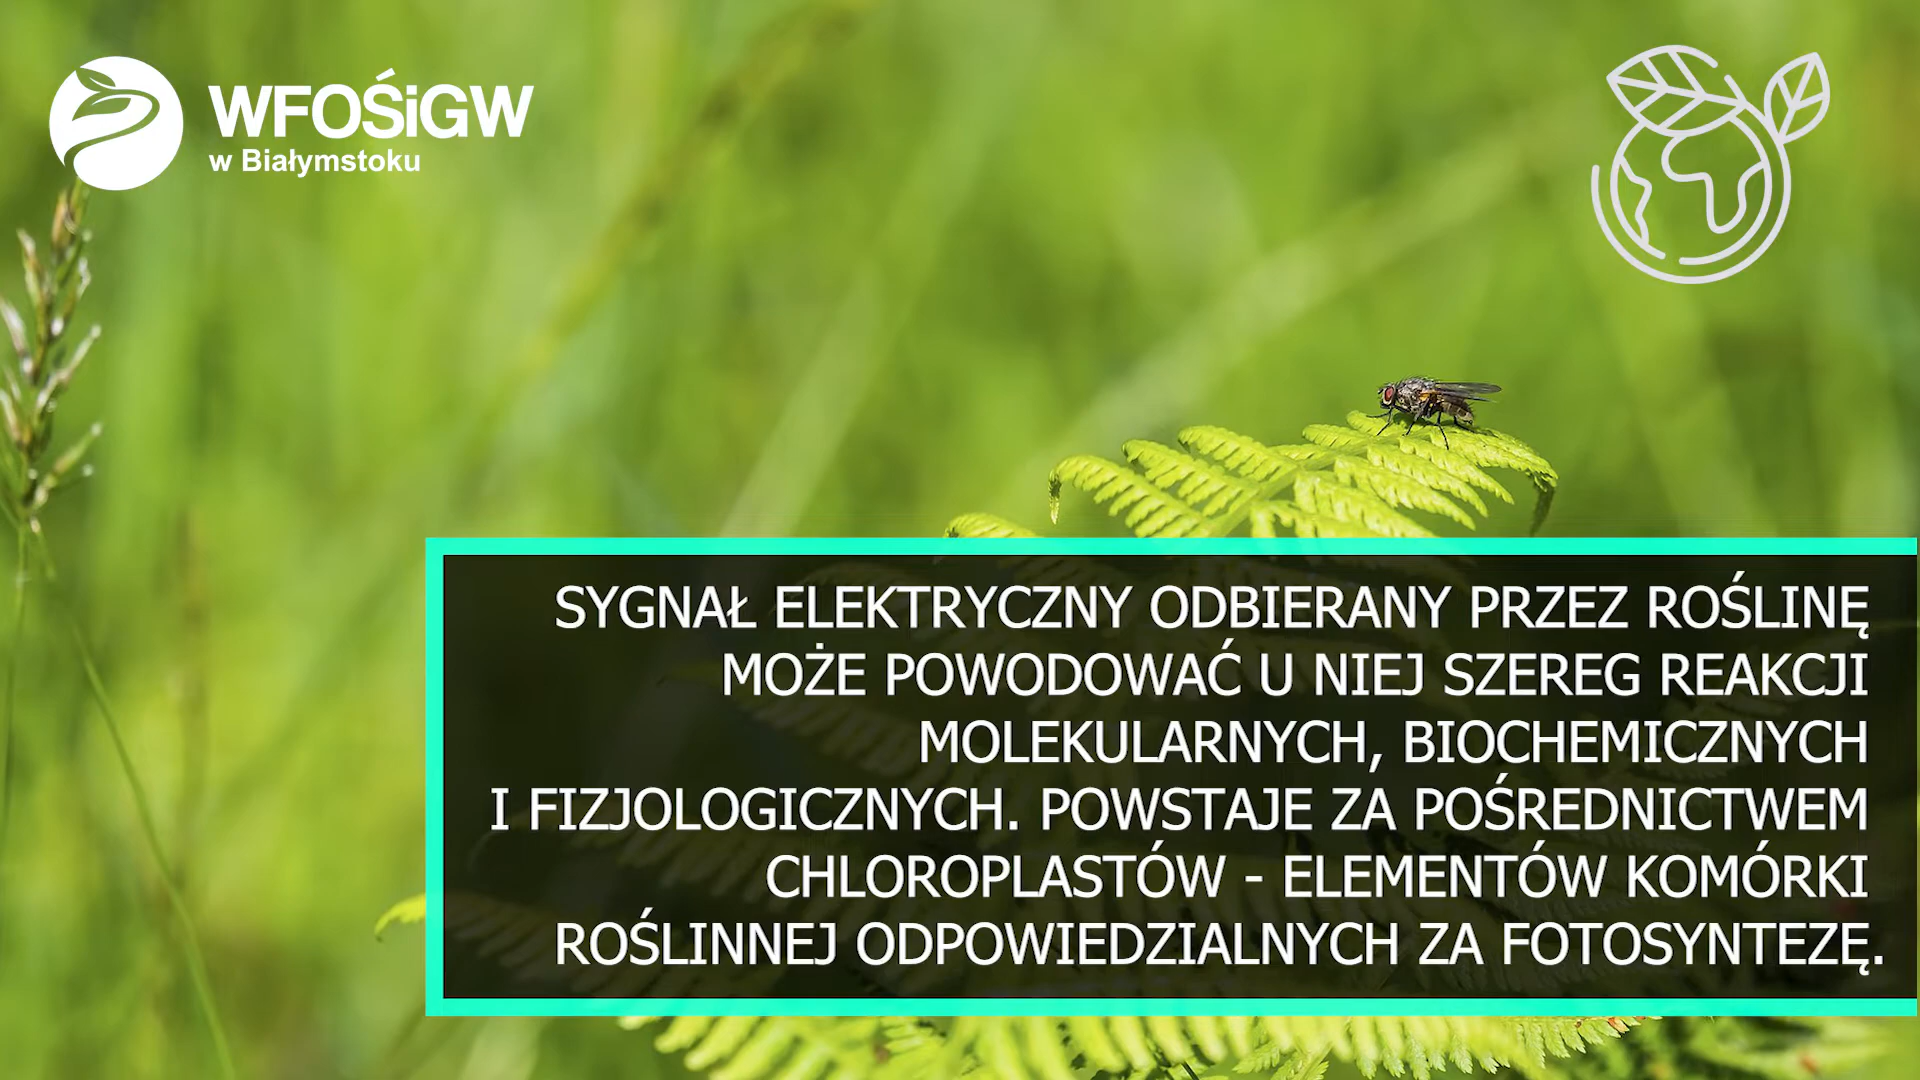 WFOŚiGW
w Białymstoku
SYGNAŁ ELEKTRYCZNY ODBIERANY PRZEZ ROŚLINĘ
MOŻE POWODOWAĆ U NIEJ SZEREG REAKCJI
MOLEKULARNYCH, BIOCHEMICZNYCH
I FIZJOLOGICZNYCH. POWSTAJE ZA POŚREDNICTWEM
CHLOROPLASTÓW - ELEMENTÓW KOMÓRKI
ROŚLINNEJ ODPOWIEDZIALNYCH ZA FOTOSYNTEZĘ.